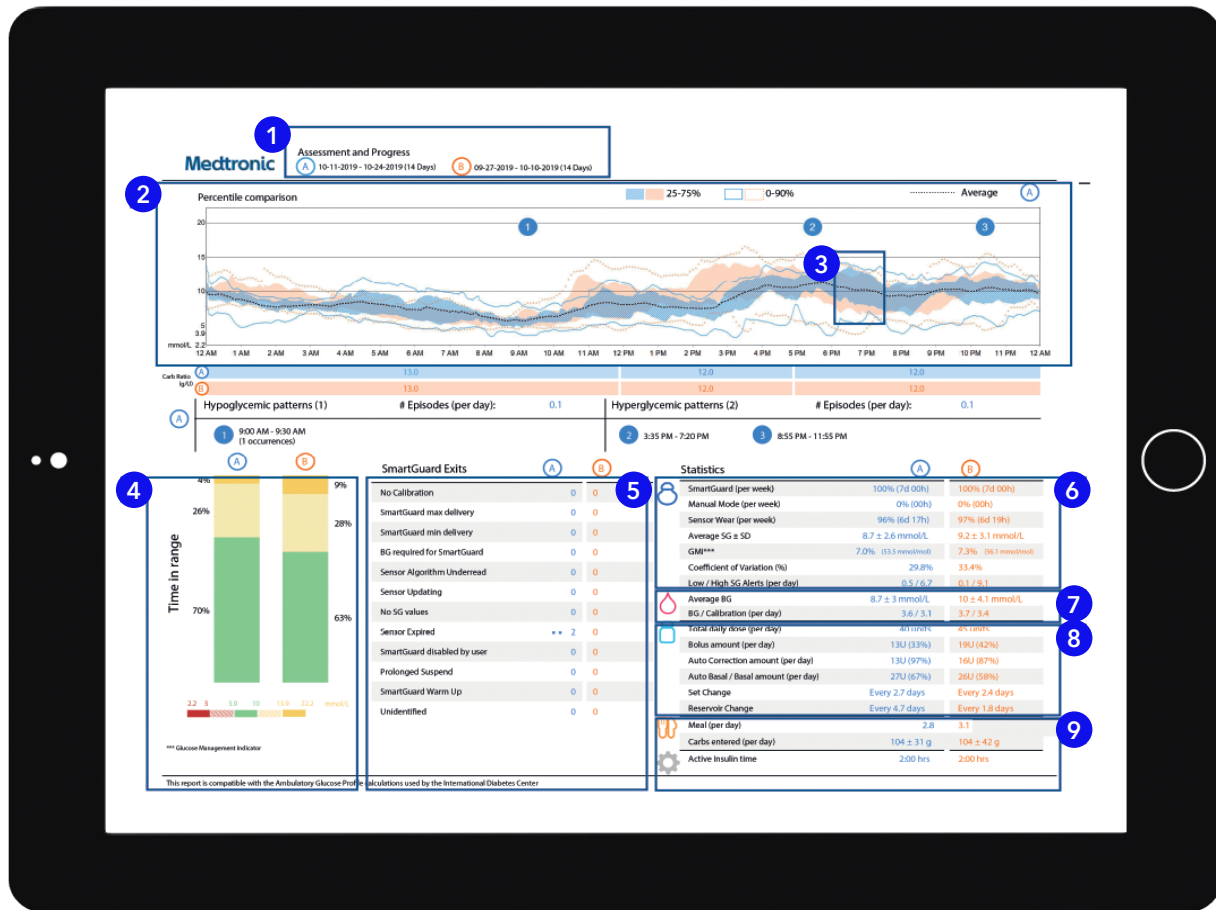 1
Medtronic
Assessment and Progress
A 10-11-2019 - 10-24-2019 (14 Days) B 09-27-2019 - 10-10-2019 (14 Days)
2
Percentile comparison 25-75% 0-90% Average A
20
15
10
5
3.9
mmol/L 2.2
1 2 3
3
12 AM 1 AM 2 AM 3 AM 4 AM 5 AM 6 AM 7 AM 8 AM 9 AM 10 AM 11 AM 12 PM 1 PM 2 PM 3 PM 4 PM 5 PM 6 PM 7 PM 8 PM 9 PM 10 PM 11 PM 12 AM
Carb Ratio
(g/U)
A 13.0 12.0 12.0
B 13.0 12.0 12.0
A
Hypoglycemic patterns (1) # Episodes (per day): 0.1
1 9:00 AM - 9:30 AM
(1 occurrences)
Hyperglycemic patterns (2) # Episodes (per day): 0.1
2 3:35 PM - 7:20 PM 3 8:55 PM - 11:55 PM
4
A B
4% 9%
26% 28%
70% 63%
Time in range
2.2 3 3.9 10 13.9 22.2 mmol/L
*** Glucose Management Indicator
SmartGuard Exits A B
5
No Calibration 0 0
SmartGuard max delivery 0 0
SmartGuard min delivery 0 0
BG required for SmartGuard 0 0
Sensor Algorithm Underread 0 0
Sensor Updating 0 0
No SG values 0 0
Sensor Expired 2 0
SmartGuard disabled by user 0 0
Prolonged Suspend 0 0
SmartGuard Warm Up 0 0
Unidentified 0 0
Statistics A B
6
SmartGuard (per week) 100% (7d 00h) 100% (7d 00h)
Manual Mode (per week) 0% (00h) 0% (00h)
Sensor Wear (per week) 96% (6d 17h) 97% (6d 19h)
Average SG ± SD 8.7 ± 2.6 mmol/L 9.2 ± 3.1 mmol/L
GMI*** 7.0% (53.5 mmol/mol) 7.3% (56.1 mmol/mol)
Coefficient of Variation (%) 29.8% 33.4%
Low / High SG Alerts (per day) 0.5 / 6.7 0.1 / 9.1
7
Average BG 8.7 ± 3 mmol/L 10 ± 4.1 mmol/L
BG / Calibration (per day) 3.6 / 3.1 3.7 / 3.4
8
Total daily dose (per day) 40 units 45 units
Bolus amount (per day) 13U (33%) 19U (42%)
Auto Correction amount (per day) 13U (97%) 16U (87%)
Auto Basal / Basal amount (per day) 27U (67%) 26U (58%)
Set Change Every 2.7 days Every 2.4 days
Reservoir Change Every 4.7 days Every 1.8 days
9
Meal (per day) 2.8 3.1
Carbs entered (per day) 104 ± 31 g 104 ± 42 g
Active Insulin time 2:00 hrs 2:00 hrs
This report is compatible with the Ambulatory Glucose Profile calculations used by the International Diabetes Center